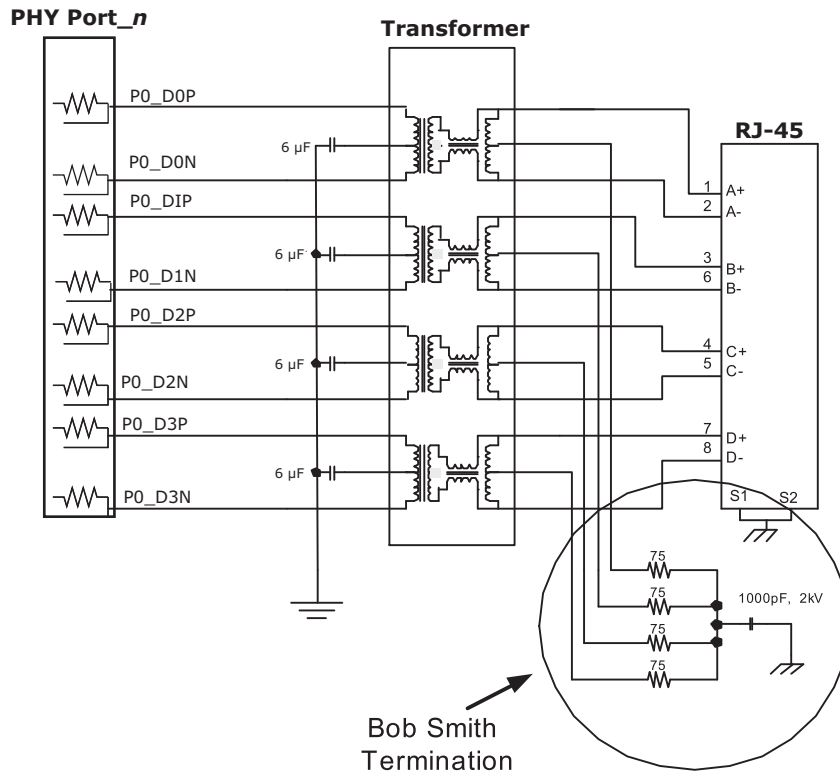 PHY Port_n
Transformer
RJ-45
P0_D0P
6 µF
P0_D0N
P0_DIP
6 µF
P0_D1N
P0_D2P
6 µF
P0_D2N
P0_D3P
6 µF
P0_D3N
1 A+
2 A-
3 B+
6 B-
4 C+
5 C-
7 D+
8 D-
S1 S2
75
75
75
75
1000pF, 2kV
Bob Smith
Termination